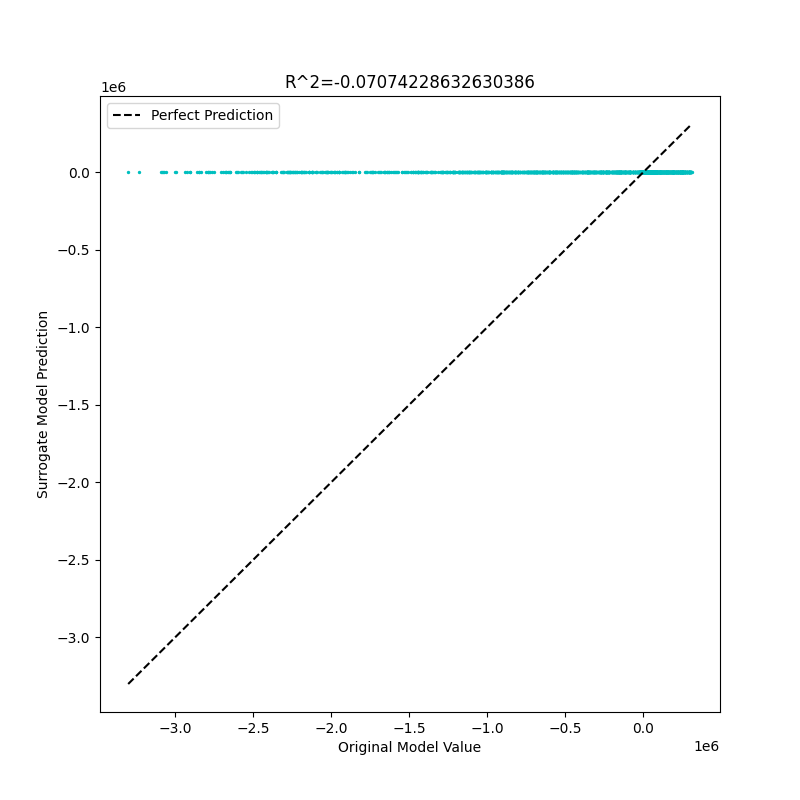 R^2=-0.07074228632630386
1e6
Perfect Prediction
0.0
−0.5
−1.0
−1.5
−2.0
−2.5
−3.0
Surrogate Model Prediction
−3.0 −2.5 −2.0 −1.5 −1.0 −0.5 0.0
Original Model Value
1e6